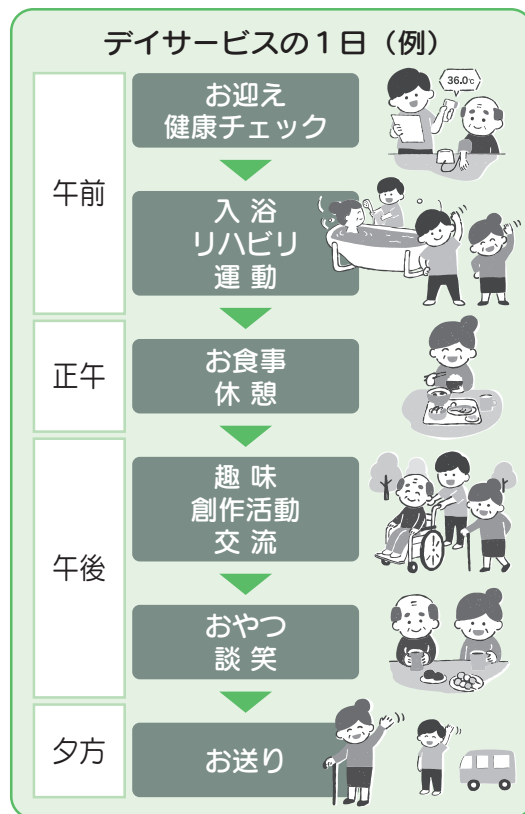 デイサービスの1日（例）
午前
お迎え
健康チェック
36.0℃
入 浴
リハビリ
運 動
正午
お食事
休 憩
午後
趣 味
創作活動
交 流
おやつ
談 笑
夕方
お送り